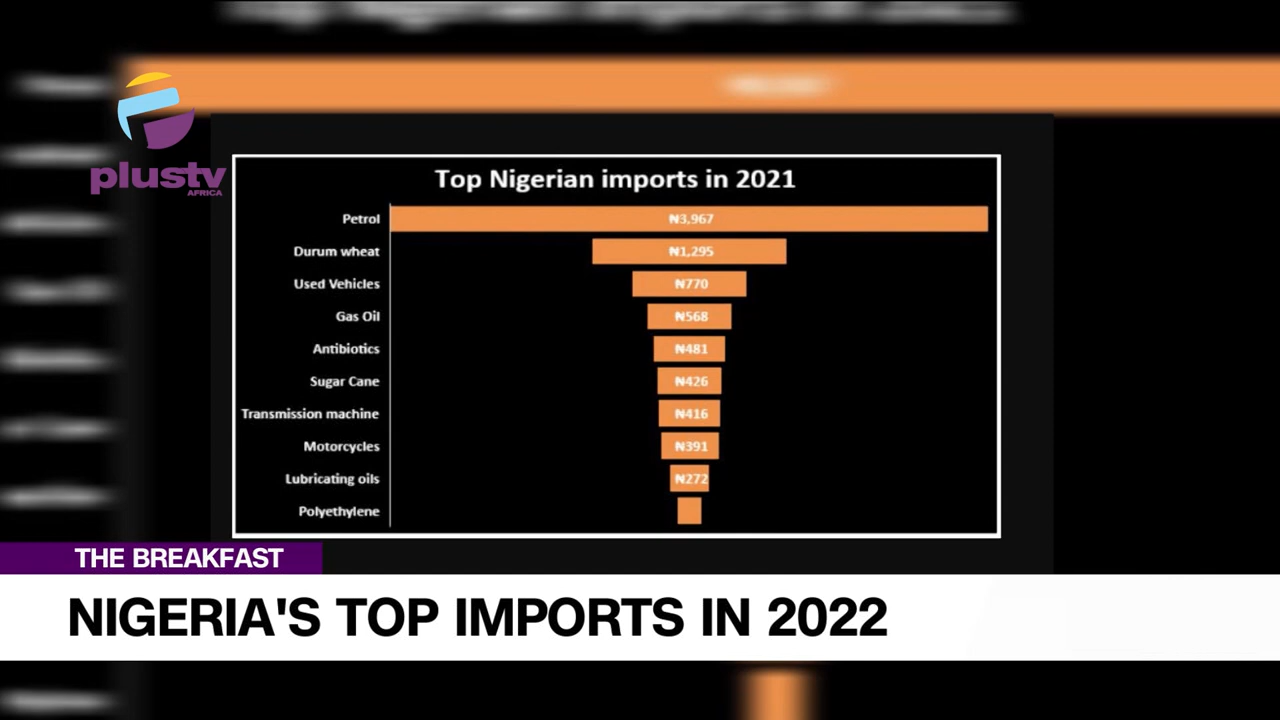 plustv
AFRICA
Top Nigerian imports in 2021
Petrol ₦3,967
Durum wheat ₦1,295
Used Vehicles ₦770
Gas Oil ₦568
Antibiotics ₦481
Sugar Cane ₦426
Transmission machine ₦416
Motorcycles ₦391
Lubricating oils ₦272
Polyethylene
THE BREAKFAST
NIGERIA'S TOP IMPORTS IN 2022